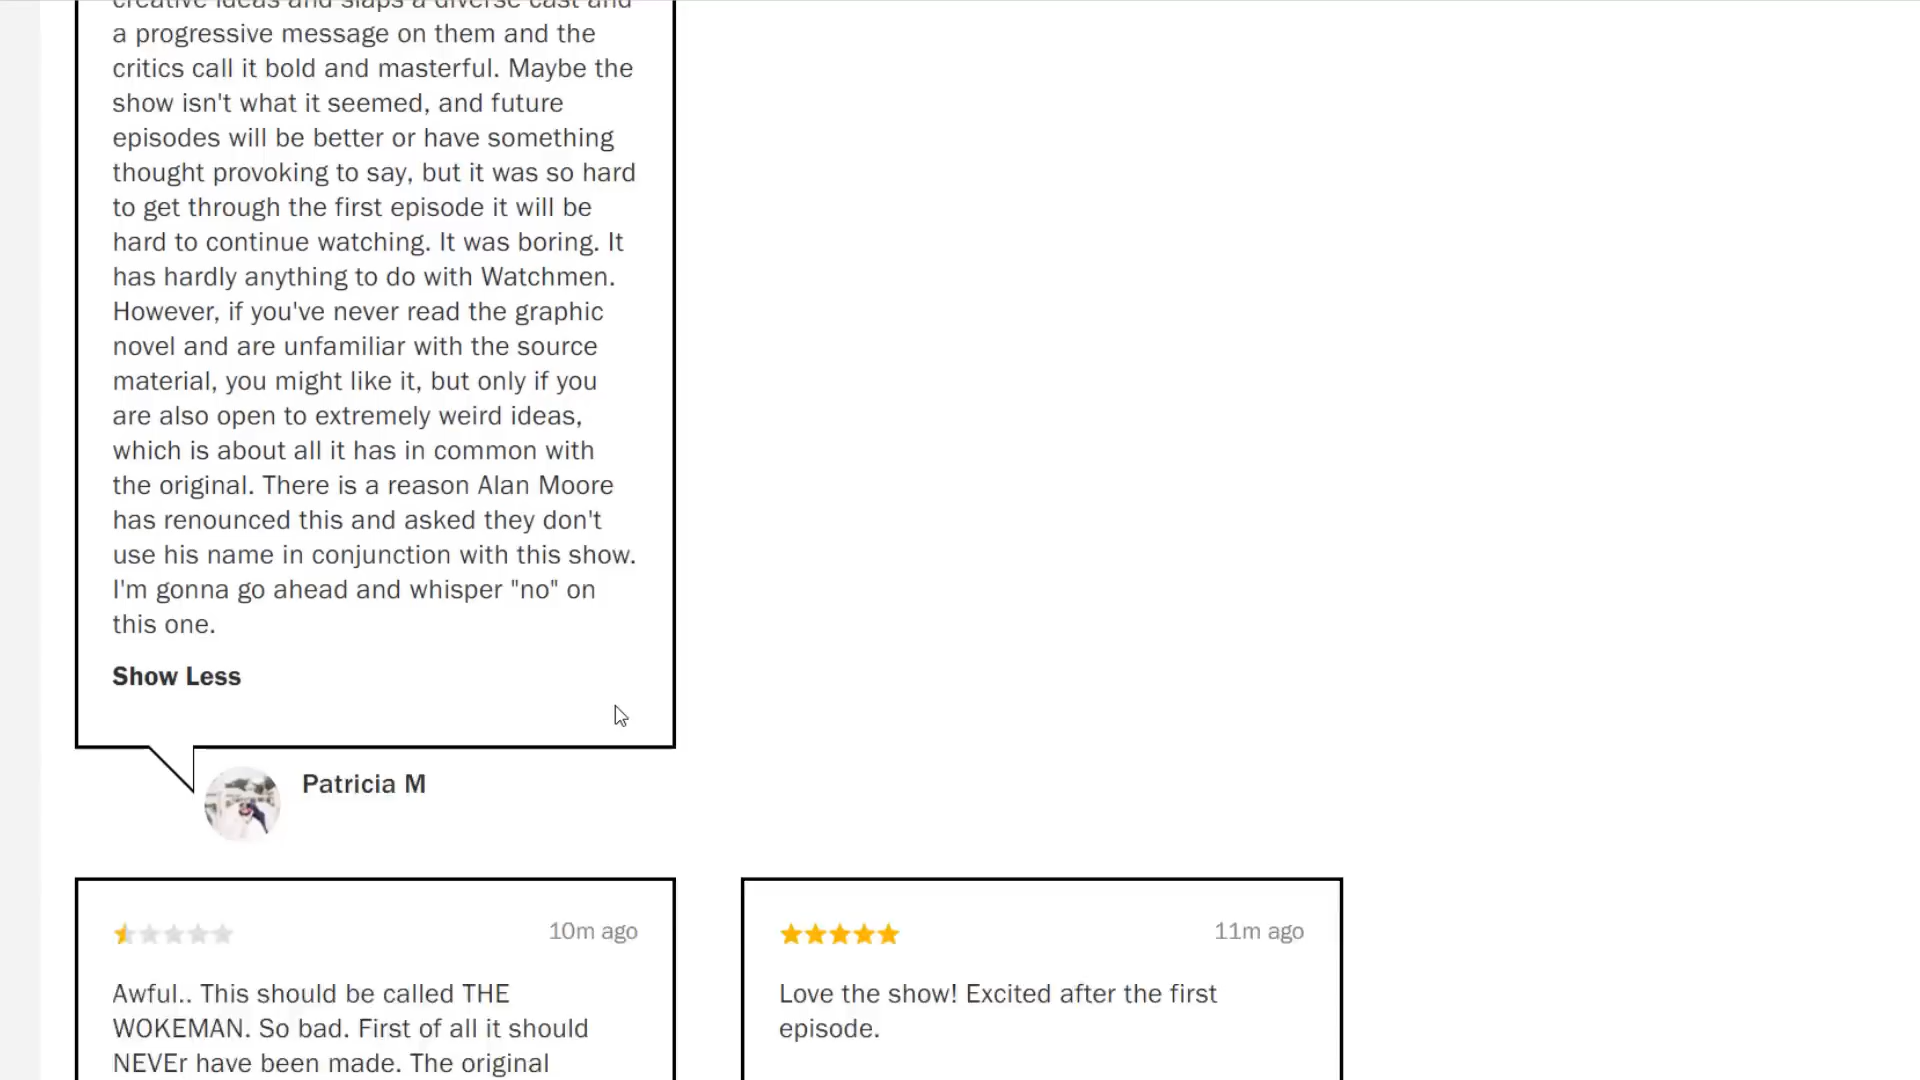 creative ideas and slaps a diverse cast and
a progressive message on them and the
critics call it bold and masterful. Maybe the
show isn't what it seemed, and future
episodes will be better or have something
thought provoking to say, but it was so hard
to get through the first episode it will be
hard to continue watching. It was boring. It
has hardly anything to do with Watchmen.
However, if you've never read the graphic
novel and are unfamiliar with the source
material, you might like it, but only if you
are also open to extremely weird ideas,
which is about all it has in common with
the original. There is a reason Alan Moore
has renounced this and asked they don't
use his name in conjunction with this show.
I'm gonna go ahead and whisper "no" on
this one.
Show Less
Patricia M
10m ago
Awful.. This should be called THE
WOKEMAN. So bad. First of all it should
NEVEr have been made. The original
11m ago
Love the show! Excited after the first
episode.